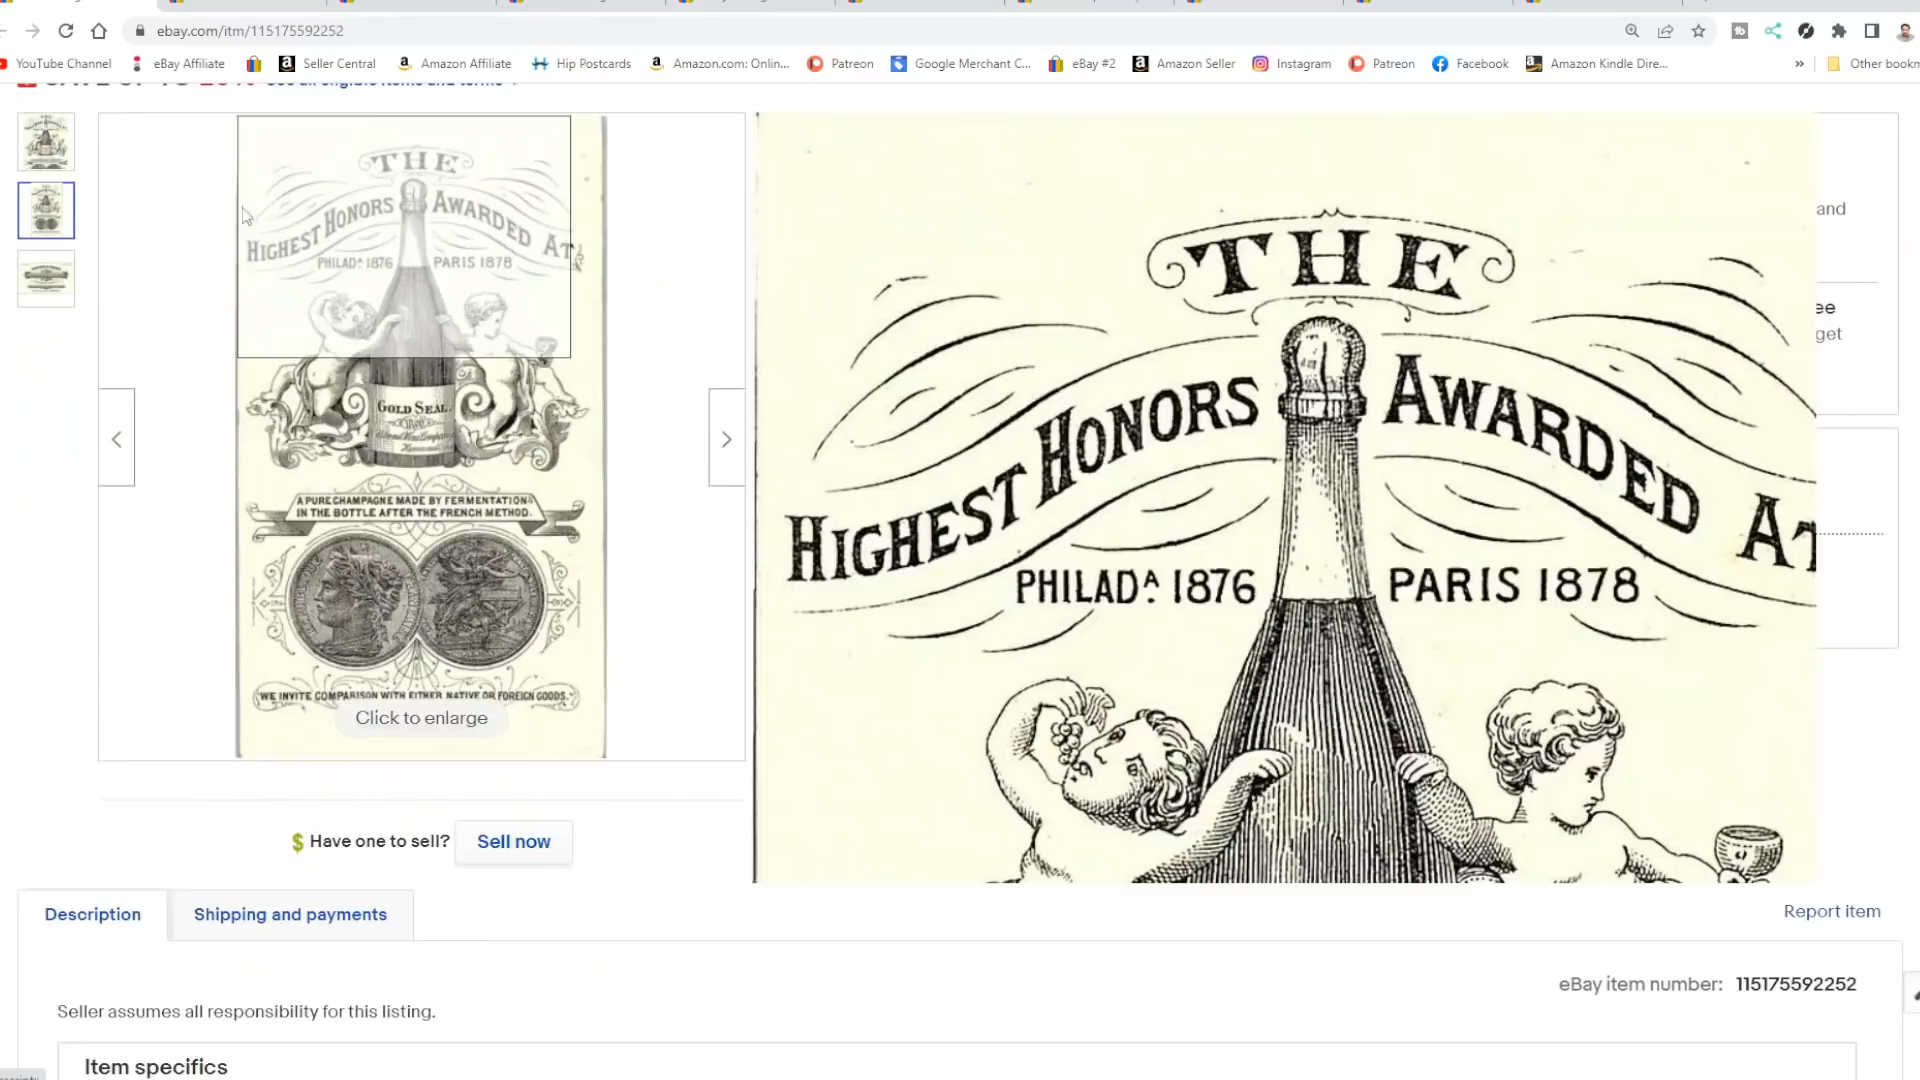 ebay.com/itm/115175592252
YouTube Channel
eBay Affiliate
Seller Central
Amazon Affiliate
Hip Postcards
Amazon.com: Onlin...
Patreon
Google Merchant C...
eBay #2
Amazon Seller
Instagram
Patreon
Facebook
Amazon Kindle Dire...
»
Other bookm
THE
HIGHEST HONORS AWARDED AT
PHILADA. 1876 PARIS 1878
GOLD SEAL.
A PURE CHAMPAGNE MADE BY FERMENTATION
IN THE BOTTLE AFTER THE FRENCH METHOD.
WE INVITE COMPARISON WITH EITHER NATIVE OR FOREIGN GOODS.
Click to enlarge
THE
HIGHEST HONORS AWARDED AT
PHILADA. 1876 PARIS 1878
and
ee
get
Have one to sell? Sell now
Description
Shipping and payments
Report item
eBay item number: 115175592252
Seller assumes all responsibility for this listing.
Item specifics